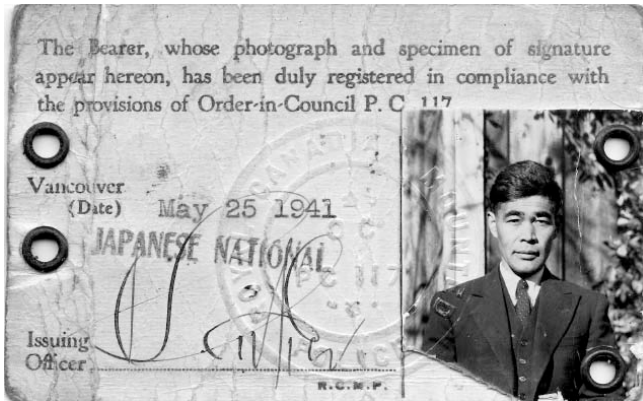 The Bearer, whose photograph and specimen of signature
appear hereon, has been duly registered in compliance with
the provisions of Order-in-Council P. C. 117
Vancouver
(Date) May 25 1941
JAPANESE NATIONAL
P C 117
Issuing
Officer
R.C.M.P.